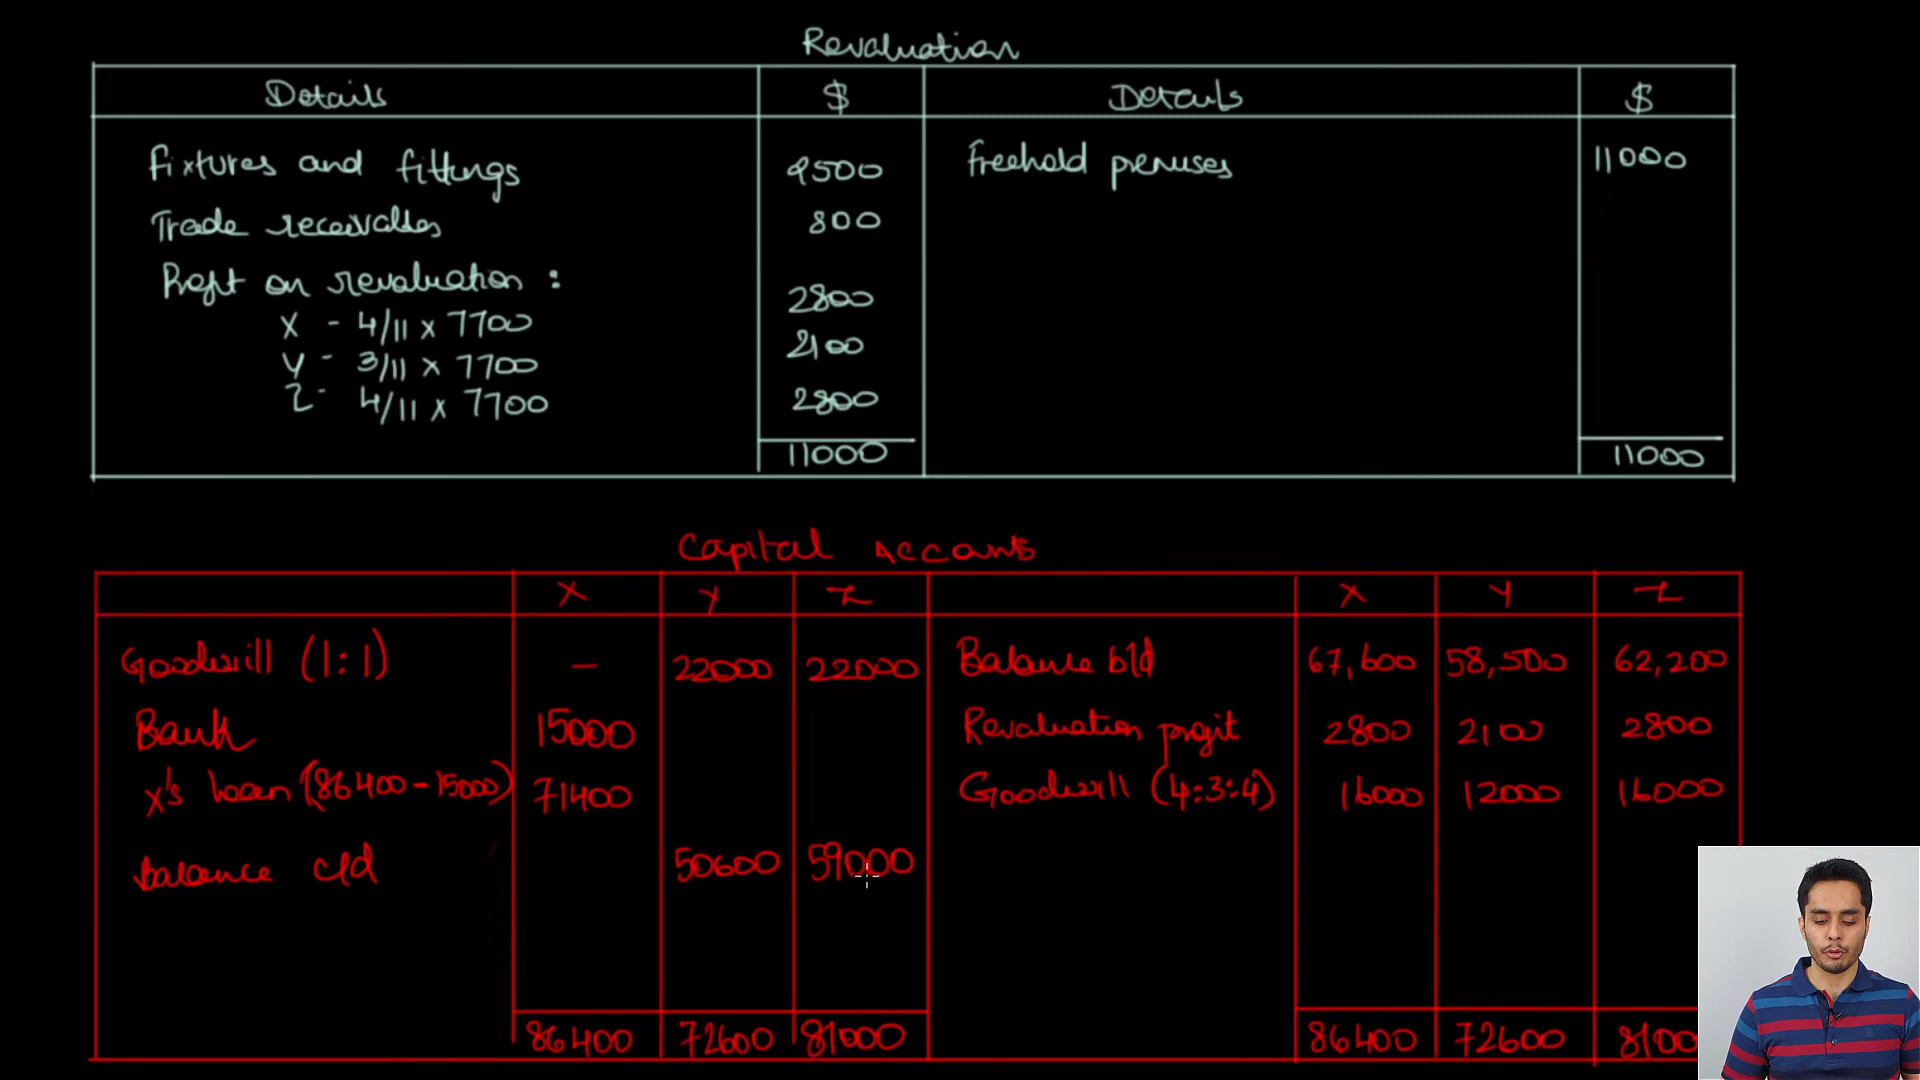 Revaluation
Details $ Details $
Fixtures and fittings 2500 Freehold premises 11000
Trade receivables 800
Profit on revaluation :
X - 4/11 x 7700 2800
Y - 3/11 x 7700 2100
Z - 4/11 x 7700 2800
11000 11000
Capital Accounts
X Y Z X Y Z
Goodwill (1:1) — 22000 22000 Balance b/d 67,600 58,500 62,200
Bank 15000 Revaluation profit 2800 2100 2800
X's loan (86400-15000) 71400 Goodwill (4:3:4) 16000 12000 16000
Balance c/d 50600 59000
86400 72600 81000 86400 72600 8100